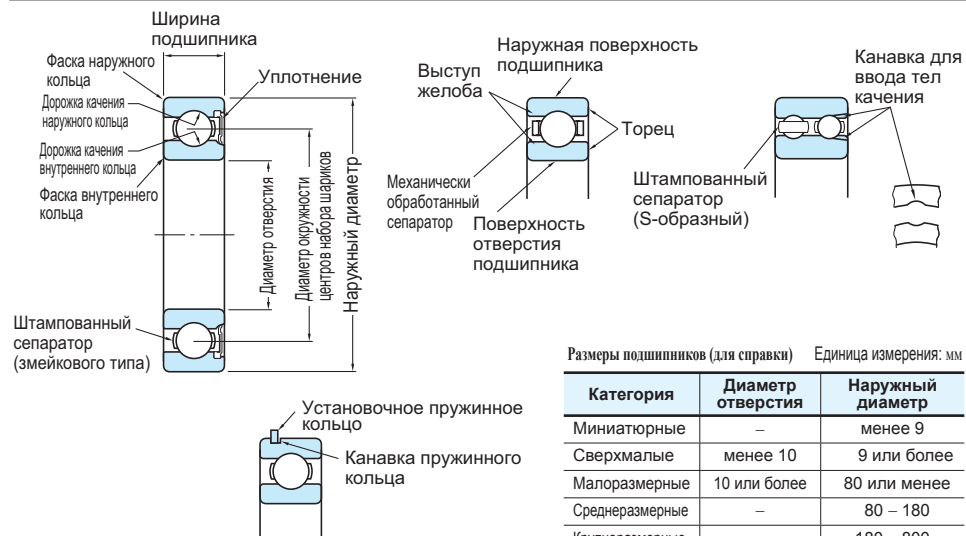 Ширина
подшипника
Фаска наружного
кольца
Уплотнение
Дорожка качения
наружного кольца
Дорожка качения
внутреннего кольца
Фаска внутреннего
кольца
Диаметр отверстия
Диаметр окружности
центров набора шариков
Наружный диаметр
Штампованный
сепаратор
(змейкового типа)
Наружная поверхность
подшипника
Выступ
желоба
Торец
Механически
обработанный
сепаратор
Поверхность
отверстия
подшипника
Канавка для
ввода тел
качения
Штампованный
сепаратор
(S-образный)
Установочное пружинное
кольцо
Канавка пружинного
кольца
Размеры подшипников (для справки) Единица измерения: мм
Категория Диаметр отверстия Наружный диаметр
Миниатюрные – менее 9
Сверхмалые менее 10 9 или более
Малоразмерные 10 или более 80 или менее
Среднеразмерные – 80 – 180
Крупноразмерные 180 – 800